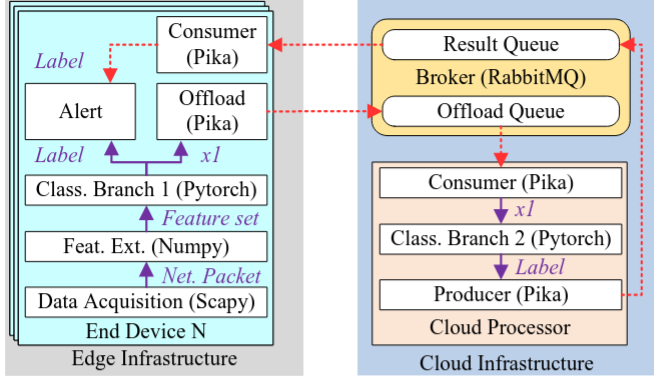 Consumer
(Pika)
Label
Alert
Offload
(Pika)
Label
x1
Class. Branch 1 (Pytorch)
Feature set
Feat. Ext. (Numpy)
Net. Packet
Data Acquisition (Scapy)
End Device N
Edge Infrastructure
Result Queue
Broker (RabbitMQ)
Offload Queue
Consumer (Pika)
x1
Class. Branch 2 (Pytorch)
Label
Producer (Pika)
Cloud Processor
Cloud Infrastructure